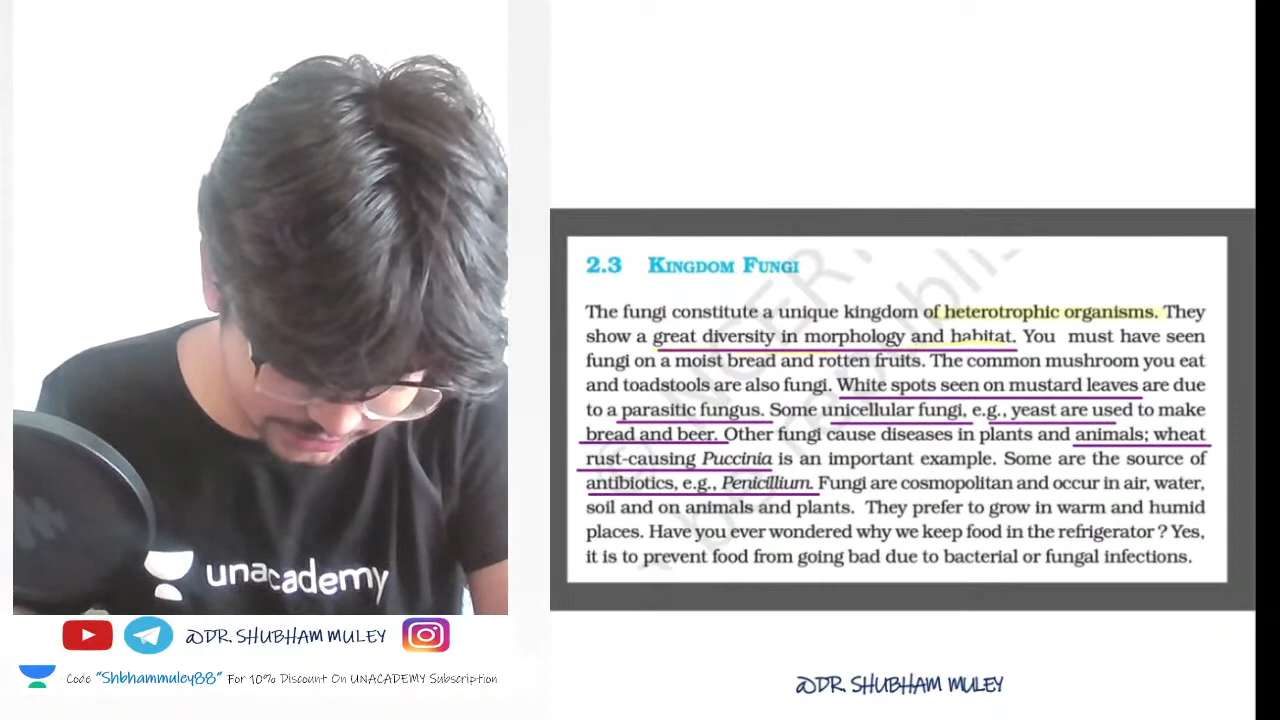 unacademy
@DR. SHUBHAM MULEY
Code "Shbhammuley88" For 10% Discount On UNACADEMY Subscription
2.3 KINGDOM FUNGI
The fungi constitute a unique kingdom of heterotrophic organisms. They
show a great diversity in morphology and habitat. You must have seen
fungi on a moist bread and rotten fruits. The common mushroom you eat
and toadstools are also fungi. White spots seen on mustard leaves are due
to a parasitic fungus. Some unicellular fungi, e.g., yeast are used to make
bread and beer. Other fungi cause diseases in plants and animals; wheat
rust-causing Puccinia is an important example. Some are the source of
antibiotics, e.g., Penicillium. Fungi are cosmopolitan and occur in air, water,
soil and on animals and plants. They prefer to grow in warm and humid
places. Have you ever wondered why we keep food in the refrigerator ? Yes,
it is to prevent food from going bad due to bacterial or fungal infections.
@DR. SHUBHAM MULEY